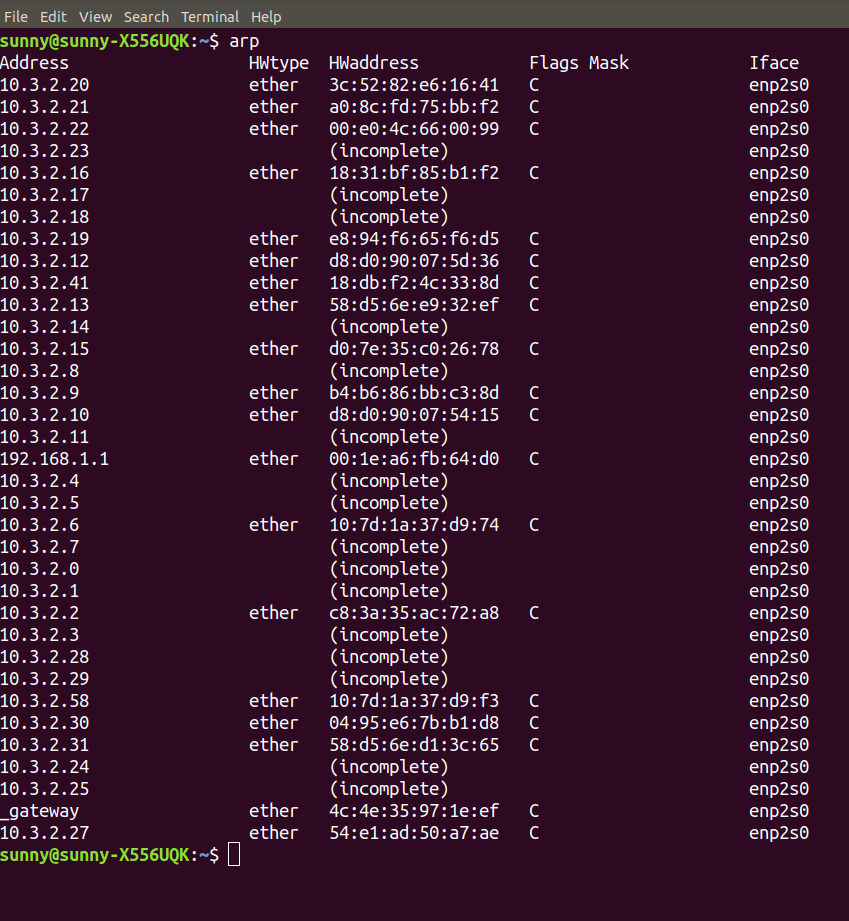 File Edit View Search Terminal Help
sunny@sunny-X556UQK:~$ arp
Address HWtype HWaddress Flags Mask Iface
10.3.2.20 ether 3c:52:82:e6:16:41 C enp2s0
10.3.2.21 ether a0:8c:fd:75:bb:f2 C enp2s0
10.3.2.22 ether 00:e0:4c:66:00:99 C enp2s0
10.3.2.23 (incomplete) enp2s0
10.3.2.16 ether 18:31:bf:85:b1:f2 C enp2s0
10.3.2.17 (incomplete) enp2s0
10.3.2.18 (incomplete) enp2s0
10.3.2.19 ether e8:94:f6:65:f6:d5 C enp2s0
10.3.2.12 ether d8:d0:90:07:5d:36 C enp2s0
10.3.2.41 ether 18:db:f2:4c:33:8d C enp2s0
10.3.2.13 ether 58:d5:6e:e9:32:ef C enp2s0
10.3.2.14 (incomplete) enp2s0
10.3.2.15 ether d0:7e:35:c0:26:78 C enp2s0
10.3.2.8 (incomplete) enp2s0
10.3.2.9 ether b4:b6:86:bb:c3:8d C enp2s0
10.3.2.10 ether d8:d0:90:07:54:15 C enp2s0
10.3.2.11 (incomplete) enp2s0
192.168.1.1 ether 00:1e:a6:fb:64:d0 C enp2s0
10.3.2.4 (incomplete) enp2s0
10.3.2.5 (incomplete) enp2s0
10.3.2.6 ether 10:7d:1a:37:d9:74 C enp2s0
10.3.2.7 (incomplete) enp2s0
10.3.2.0 (incomplete) enp2s0
10.3.2.1 (incomplete) enp2s0
10.3.2.2 ether c8:3a:35:ac:72:a8 C enp2s0
10.3.2.3 (incomplete) enp2s0
10.3.2.28 (incomplete) enp2s0
10.3.2.29 (incomplete) enp2s0
10.3.2.58 ether 10:7d:1a:37:d9:f3 C enp2s0
10.3.2.30 ether 04:95:e6:7b:b1:d8 C enp2s0
10.3.2.31 ether 58:d5:6e:d1:3c:65 C enp2s0
10.3.2.24 (incomplete) enp2s0
10.3.2.25 (incomplete) enp2s0
_gateway ether 4c:4e:35:97:1e:ef C enp2s0
10.3.2.27 ether 54:e1:ad:50:a7:ae C enp2s0
sunny@sunny-X556UQK:~$